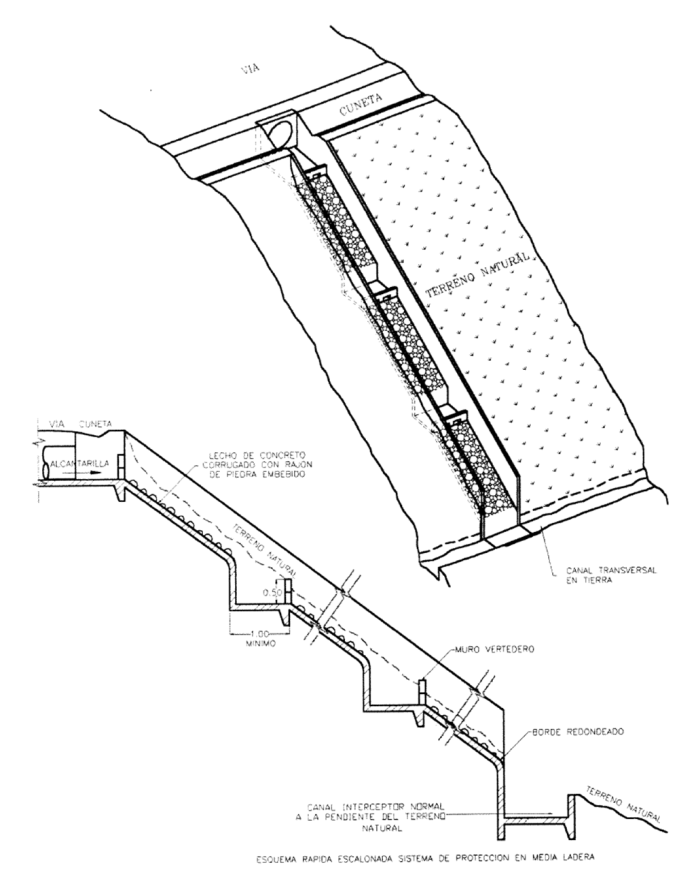 VIA
CUNETA
TERRENO NATURAL
CANAL TRANSVERSAL
EN TIERRA
VIA CUNETA
ALCANTARILLA
LECHO DE CONCRETO
CORRUGADO CON RAJON
DE PIEDRA EMBEBIDO
TERRENO NATURAL
0.50
1.00
MINIMO
MURO VERTEDERO
BORDE REDONDEADO
CANAL INTERCEPTOR NORMAL
A LA PENDIENTE DEL TERRENO
NATURAL
TERRENO NATURAL
ESQUEMA RAPIDA ESCALONADA SISTEMA DE PROTECCION EN MEDIA LADERA